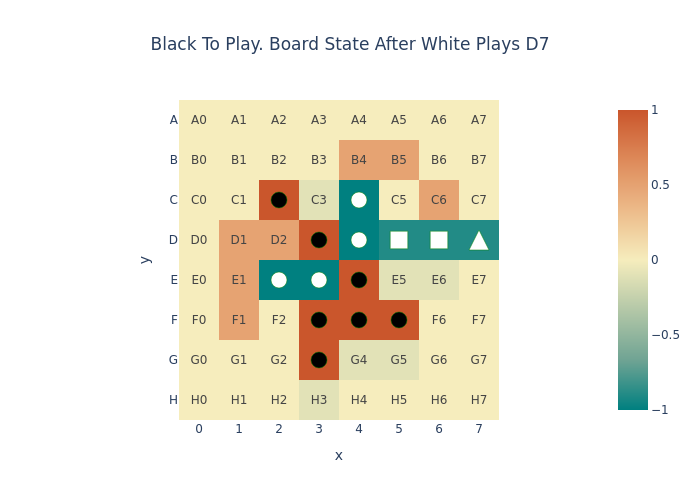 Black To Play. Board State After White Plays D7
A A0 A1 A2 A3 A4 A5 A6 A7
B B0 B1 B2 B3 B4 B5 B6 B7
C C0 C1 C3 C5 C6 C7
D D0 D1 D2
E E0 E1 E5 E6 E7
F F0 F1 F2 F6 F7
G G0 G1 G2 G4 G5 G6 G7
H H0 H1 H2 H3 H4 H5 H6 H7
0 1 2 3 4 5 6 7
x
y
1
0.5
0
−0.5
−1